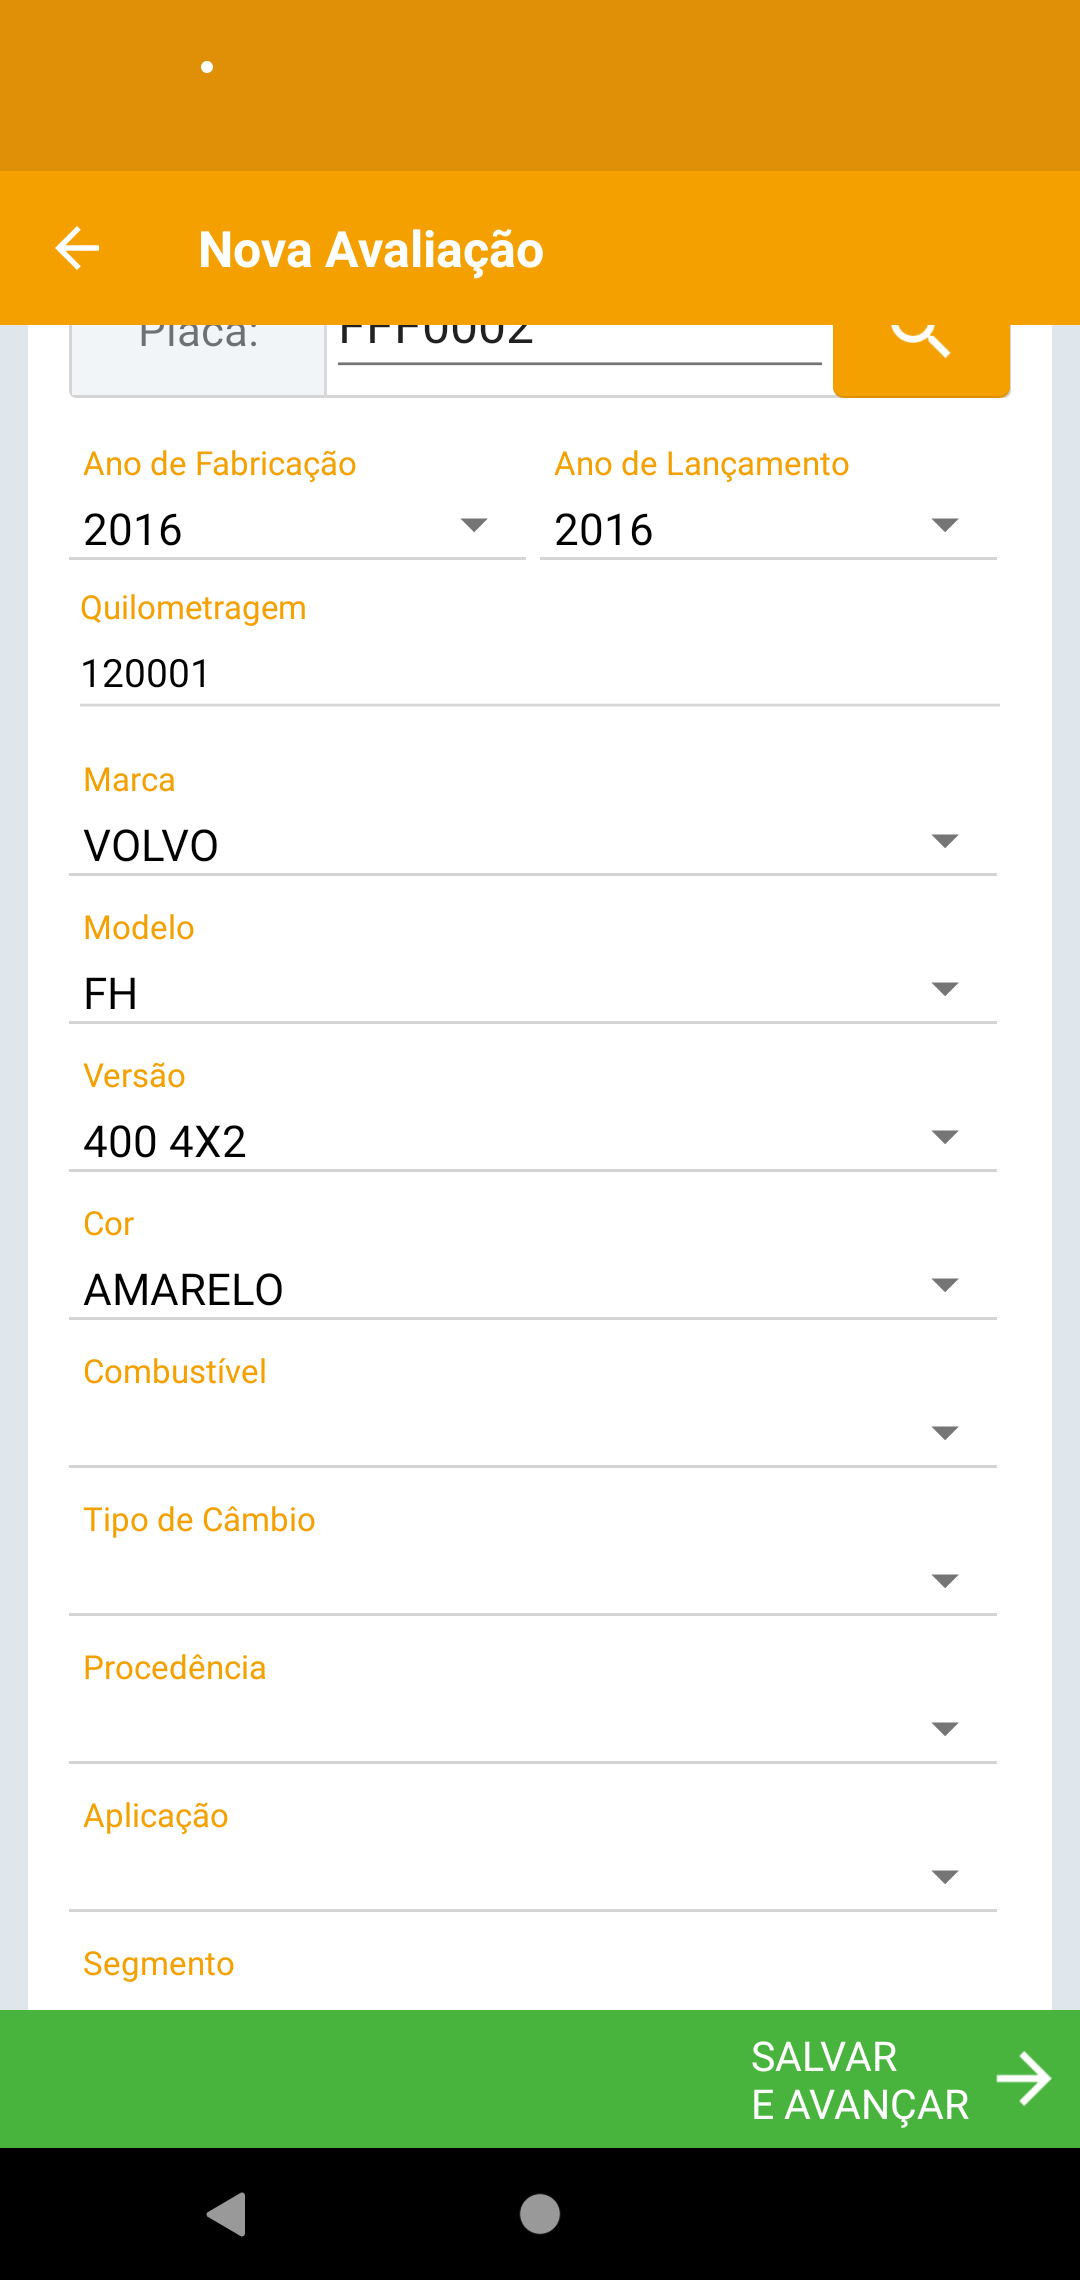 Nova Avaliação
Placa: FFF0002
Ano de Fabricação Ano de Lançamento
2016 2016
Quilometragem
120001
Marca
VOLVO
Modelo
FH
Versão
400 4X2
Cor
AMARELO
Combustível
Tipo de Câmbio
Procedência
Aplicação
Segmento
SALVAR
E AVANÇAR